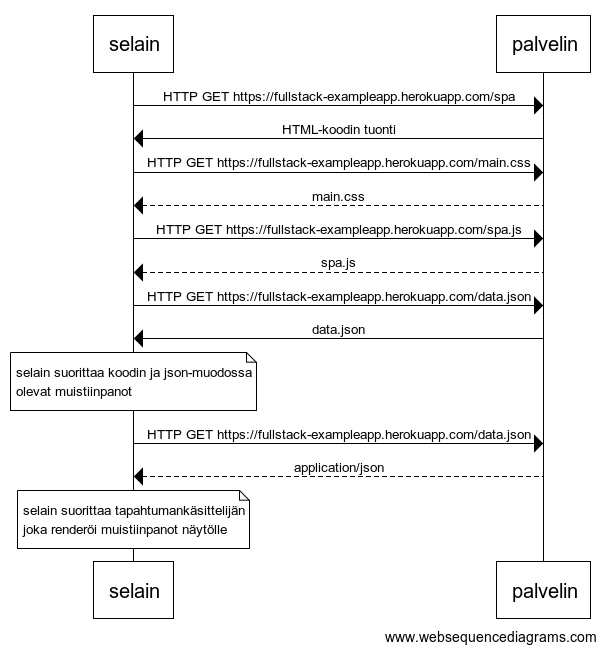 selain palvelin
HTTP GET https://fullstack-exampleapp.herokuapp.com/spa
HTML-koodin tuonti
HTTP GET https://fullstack-exampleapp.herokuapp.com/main.css
main.css
HTTP GET https://fullstack-exampleapp.herokuapp.com/spa.js
spa.js
HTTP GET https://fullstack-exampleapp.herokuapp.com/data.json
data.json
selain suorittaa koodin ja json-muodossa
olevat muistiinpanot
HTTP GET https://fullstack-exampleapp.herokuapp.com/data.json
application/json
selain suorittaa tapahtumankäsittelijän
joka renderöi muistiinpanot näytölle
selain palvelin
www.websequencediagrams.com